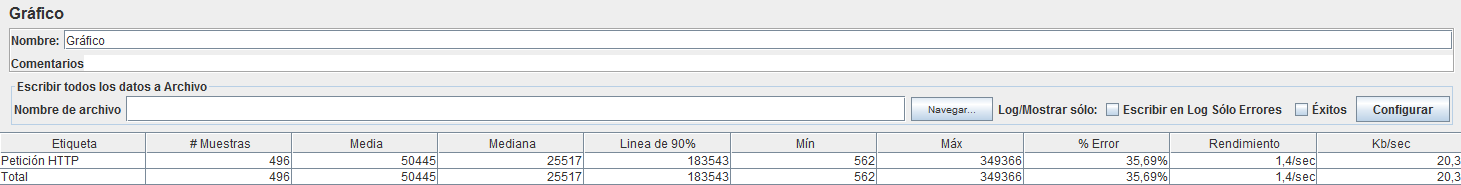 Gráfico
Nombre: Gráfico
Comentarios
Escribir todos los datos a Archivo
Nombre de archivo Navegar... Log/Mostrar sólo: Escribir en Log Sólo Errores Éxitos Configurar
Etiqueta # Muestras Media Mediana Linea de 90% Mín Máx % Error Rendimiento Kb/sec
Petición HTTP 496 50445 25517 183543 562 349366 35,69% 1,4/sec 20,3
Total 496 50445 25517 183543 562 349366 35,69% 1,4/sec 20,3